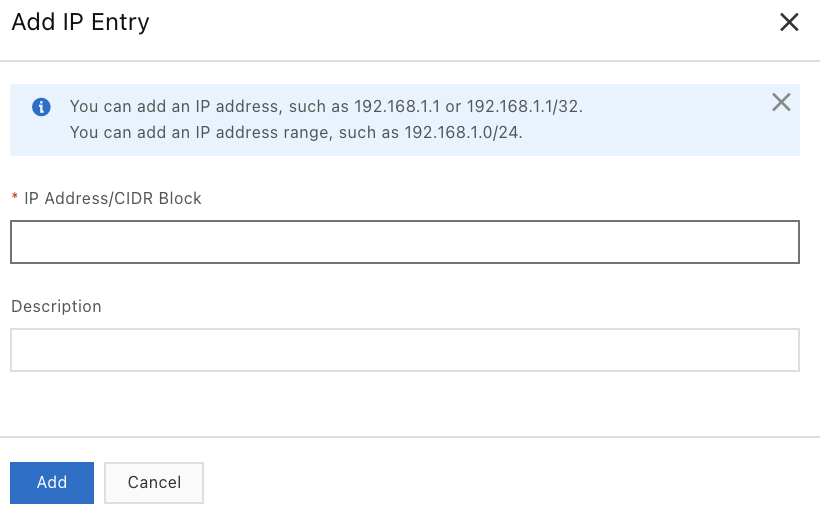 Add IP Entry
You can add an IP address, such as 192.168.1.1 or 192.168.1.1/32.
You can add an IP address range, such as 192.168.1.0/24.
* IP Address/CIDR Block
Description
Add
Cancel